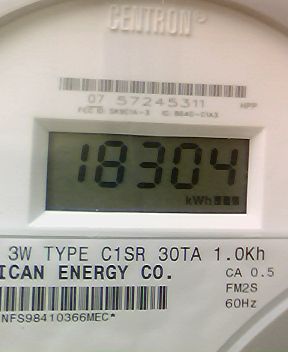 CENTRON
07 57245311
HPP
18304
kWh
3W TYPE C1SR 30TA 1.0Kh
ICAN ENERGY CO.
CA 0.5
FM2S
60Hz
NFS98410366MEC*